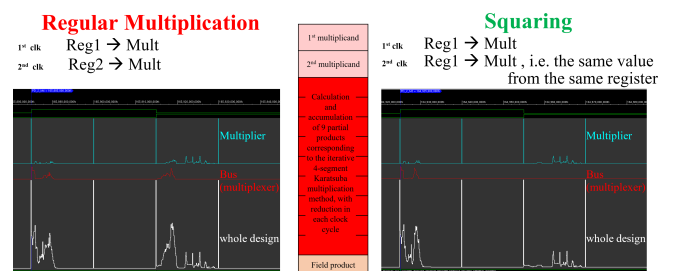 Regular Multiplication
1st clk Reg1 → Mult
2nd clk Reg2 → Mult
Multiplier
Bus
(multiplexer)
whole design
1st multiplicand
2nd multiplicand
Calculation
and
accumulation
of 9 partial
products
corresponding
to the iterative
4-segment
Karatsuba
multiplication
method, with
reduction in
each clock
cycle
Field product
Squaring
1st clk Reg1 → Mult
2nd clk Reg1 → Mult , i.e. the same value
from the same register
Multiplier
Bus
(multiplexer)
whole design